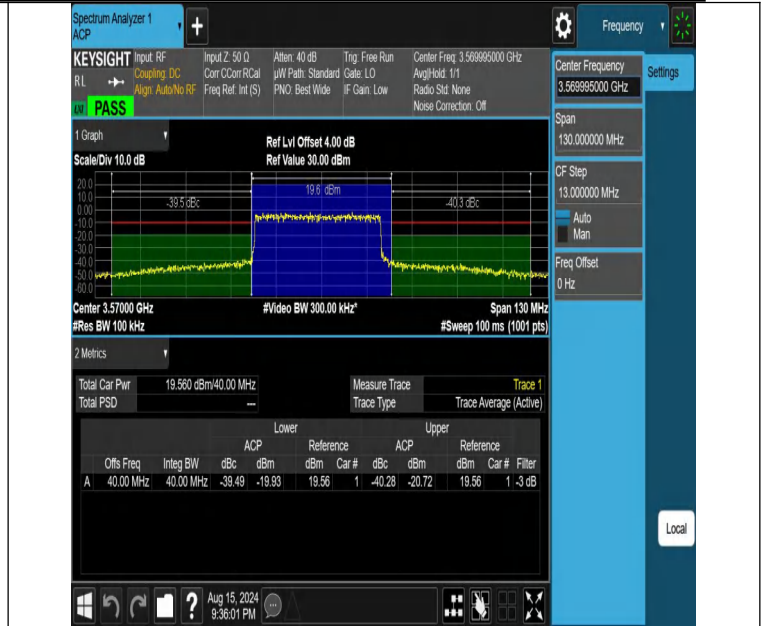 Spectrum Analyzer 1
ACP
Frequency
KEYSIGHT Input: RF Input Z: 50 Ω Atten: 40 dB Trig: Free Run Center Freq: 3.569995000 GHz
RL Coupling: DC Corr CCorr RCal µW Path: Standard Gate: LO Avg|Hold: 1/1
Align: Auto/No RF Freq Ref: Int (S) PNO: Best Wide IF Gain: Low Radio Std: None
PASS Noise Correction: Off
Center Frequency
3.569995000 GHz
Settings
Span
130.000000 MHz
CF Step
13.000000 MHz
Auto
Man
Freq Offset
0 Hz
1 Graph
Ref Lvl Offset 4.00 dB
Scale/Div 10.0 dB Ref Value 30.00 dBm
20.0
10.0
0.00
-10.0
-20.0
-30.0
-40.0
-50.0
-60.0
-39.5 dBc 19.6 dBm -40.3 dBc
Center 3.57000 GHz #Video BW 300.00 kHz* Span 130 MHz
#Res BW 100 kHz #Sweep 100 ms (1001 pts)
2 Metrics
Total Car Pwr 19.560 dBm/40.00 MHz Measure Trace Trace 1
Total PSD --- Trace Type Trace Average (Active)
Lower Upper
ACP Reference ACP Reference
Offs Freq Integ BW dBc dBm dBm Car # dBc dBm dBm Car # Filter
A 40.00 MHz 40.00 MHz -39.49 -19.93 19.56 1 -40.28 -20.72 19.56 1 -3 dB
Local
Aug 15, 2024
9:36:01 PM